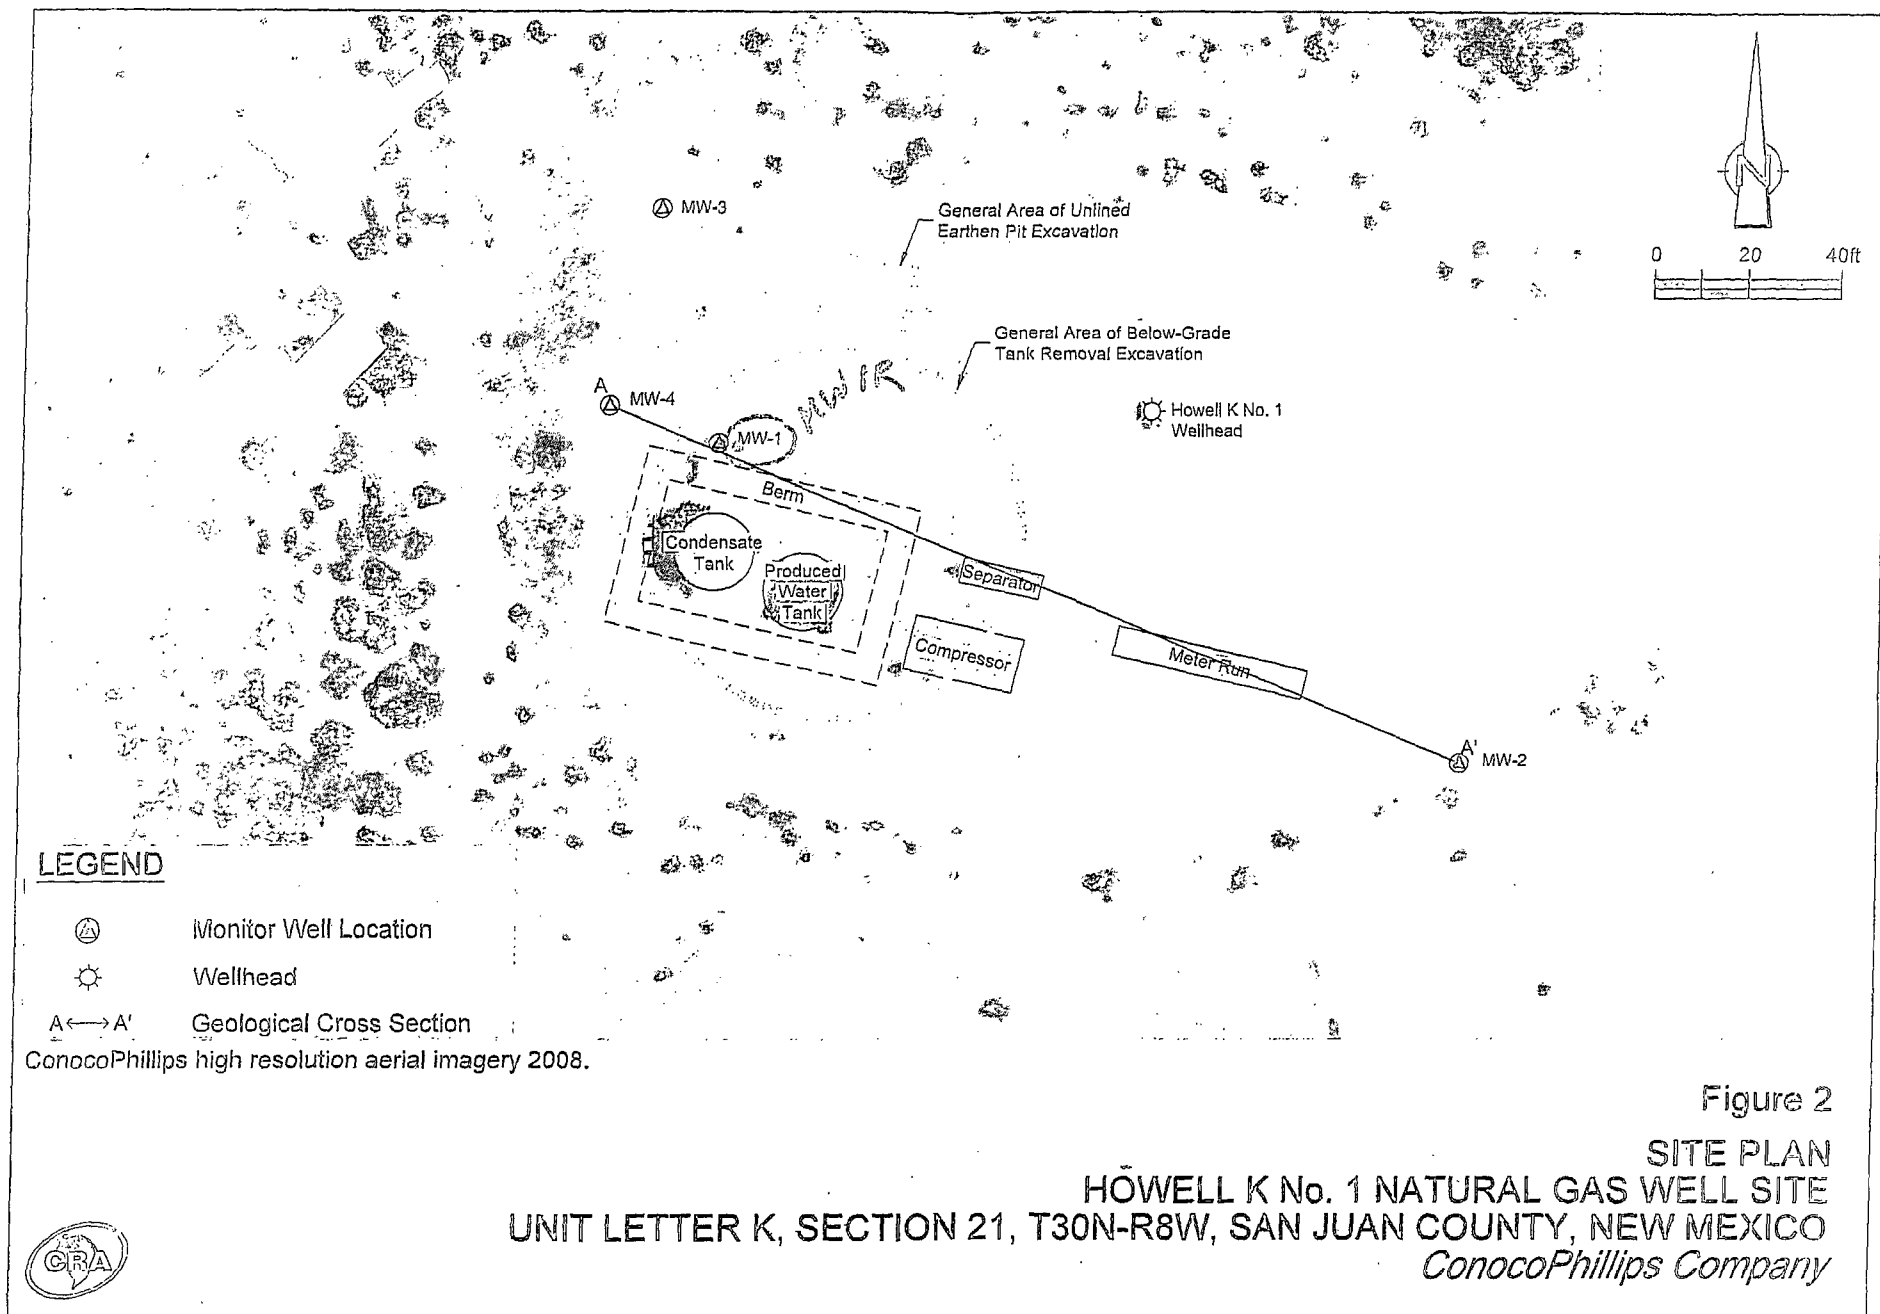 MW-3
General Area of Unlined
Earthen Pit Excavation
N
0 20 40ft
General Area of Below-Grade
Tank Removal Excavation
A
MW-4
MW1R
MW-1
Howell K No. 1
Wellhead
Berm
Condensate
Tank
Produced
Water
Tank
Separator
Compressor
Meter Run
A'
MW-2
LEGEND
Monitor Well Location
Wellhead
A A' Geological Cross Section
ConocoPhillips high resolution aerial imagery 2008.
Figure 2
SITE PLAN
HOWELL K No. 1 NATURAL GAS WELL SITE
UNIT LETTER K, SECTION 21, T30N-R8W, SAN JUAN COUNTY, NEW MEXICO
ConocoPhillips Company
CRA